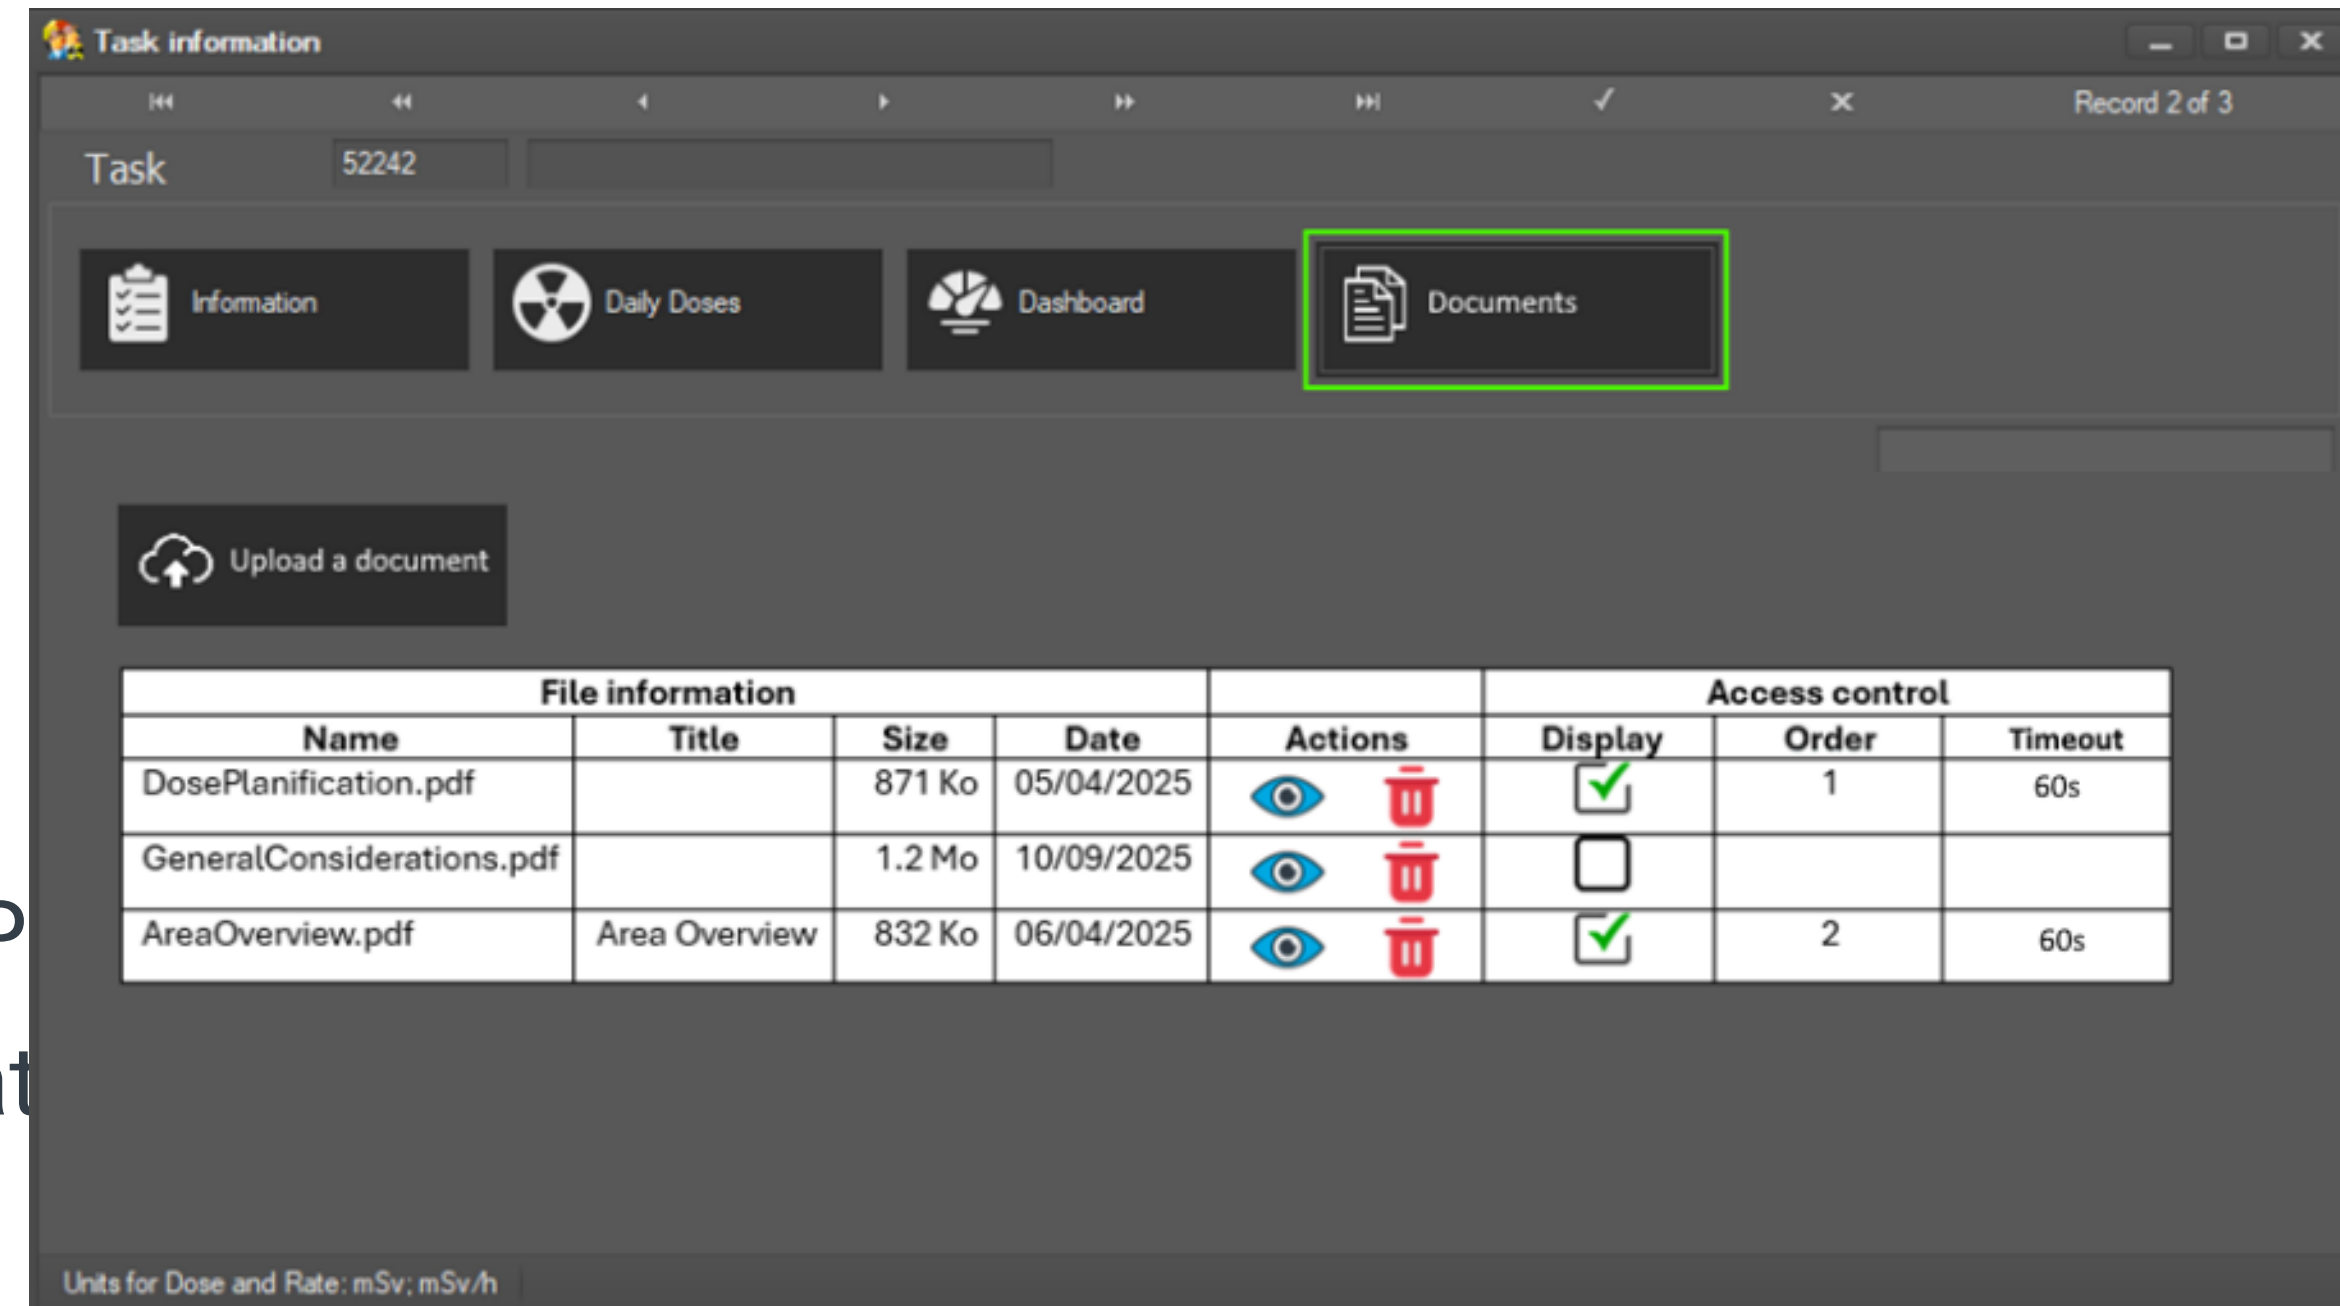 Task information
Record 2 of 3
Task 52242
Information Daily Doses Dashboard Documents
Upload a document
File information Access control
Name Title Size Date Actions Display Order Timeout
DosePlanification.pdf 871 Ko 05/04/2025 1 60s
GeneralConsiderations.pdf 1.2 Mo 10/09/2025
P
AreaOverview.pdf Area Overview 832 Ko 06/04/2025 2 60s
at
Units for Dose and Rate: mSv; mSv/h